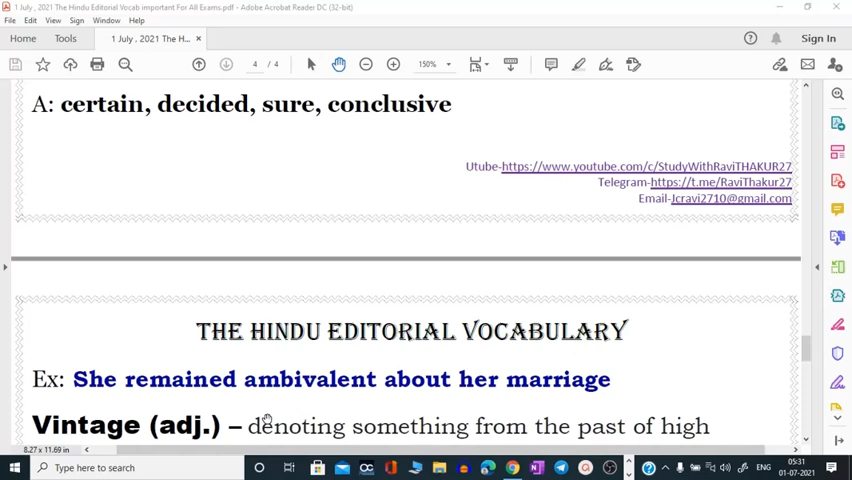 1 July , 2021 The Hindu Editorial Vocab important For All Exams.pdf - Adobe Acrobat Reader DC (32-bit)
File Edit View Sign Window Help
Home Tools 1 July , 2021 The H... × Sign In
4 / 4 150%
A: certain, decided, sure, conclusive
Utube-https://www.youtube.com/c/StudyWithRaviTHAKUR27
Telegram-https://t.me/RaviThakur27
Email-Jcravi2710@gmail.com
THE HINDU EDITORIAL VOCABULARY
Ex: She remained ambivalent about her marriage
Vintage (adj.) – denoting something from the past of high
8.27 x 11.69 in
Type here to search
ENG
05:31
01-07-2021